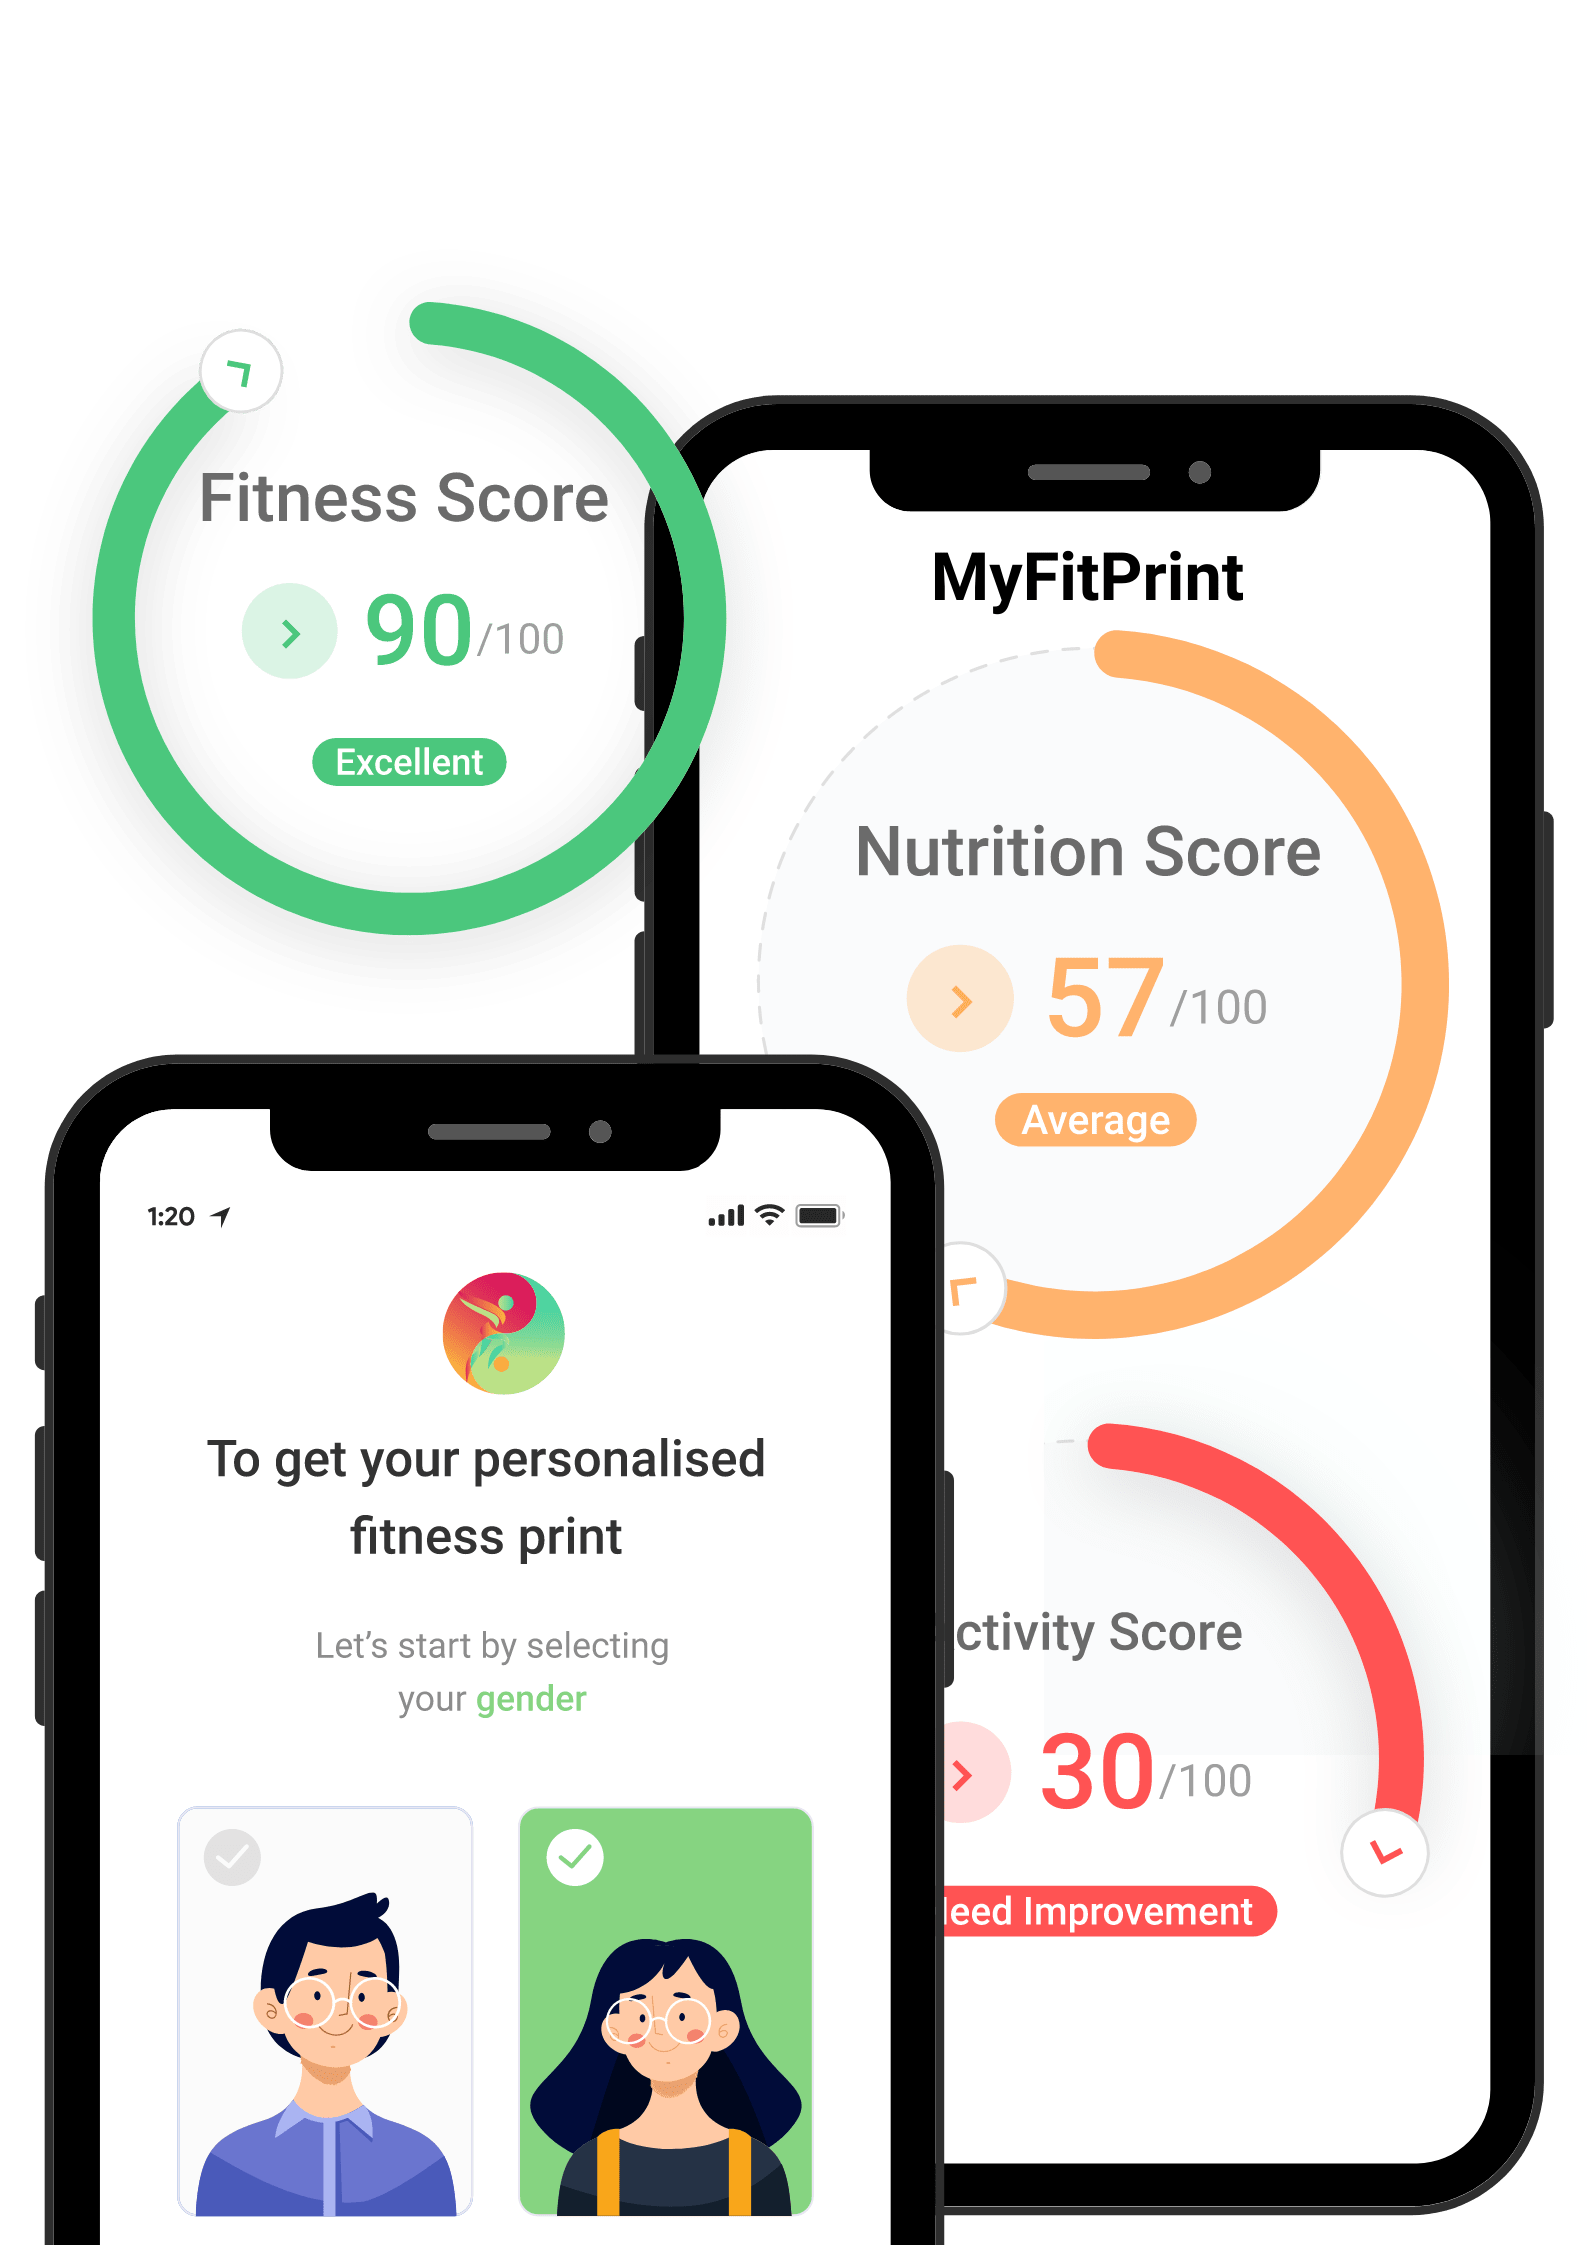 Fitness Score
90/100
Excellent
MyFitPrint
Nutrition Score
57/100
Average
1:20
To get your personalised
fitness print
Let's start by selecting
your gender
ctivity Score
30/100
eed Improvement